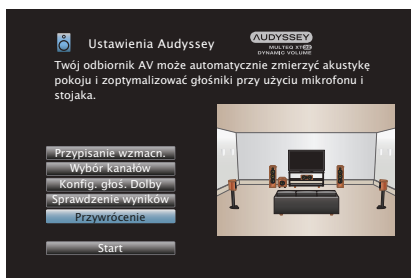 Ustawienia Audyssey
AUDYSSEY
MULTEQ XT32
DYNAMIC VOLUME
Twój odbiornik AV może automatycznie zmierzyć akustykę
pokoju i zoptymalizować głośniki przy użyciu mikrofonu i
stojaka.
Przypisanie wzmacn.
Wybór kanałów
Konfig. głoś. Dolby
Sprawdzenie wyników
Przywrócenie
Start